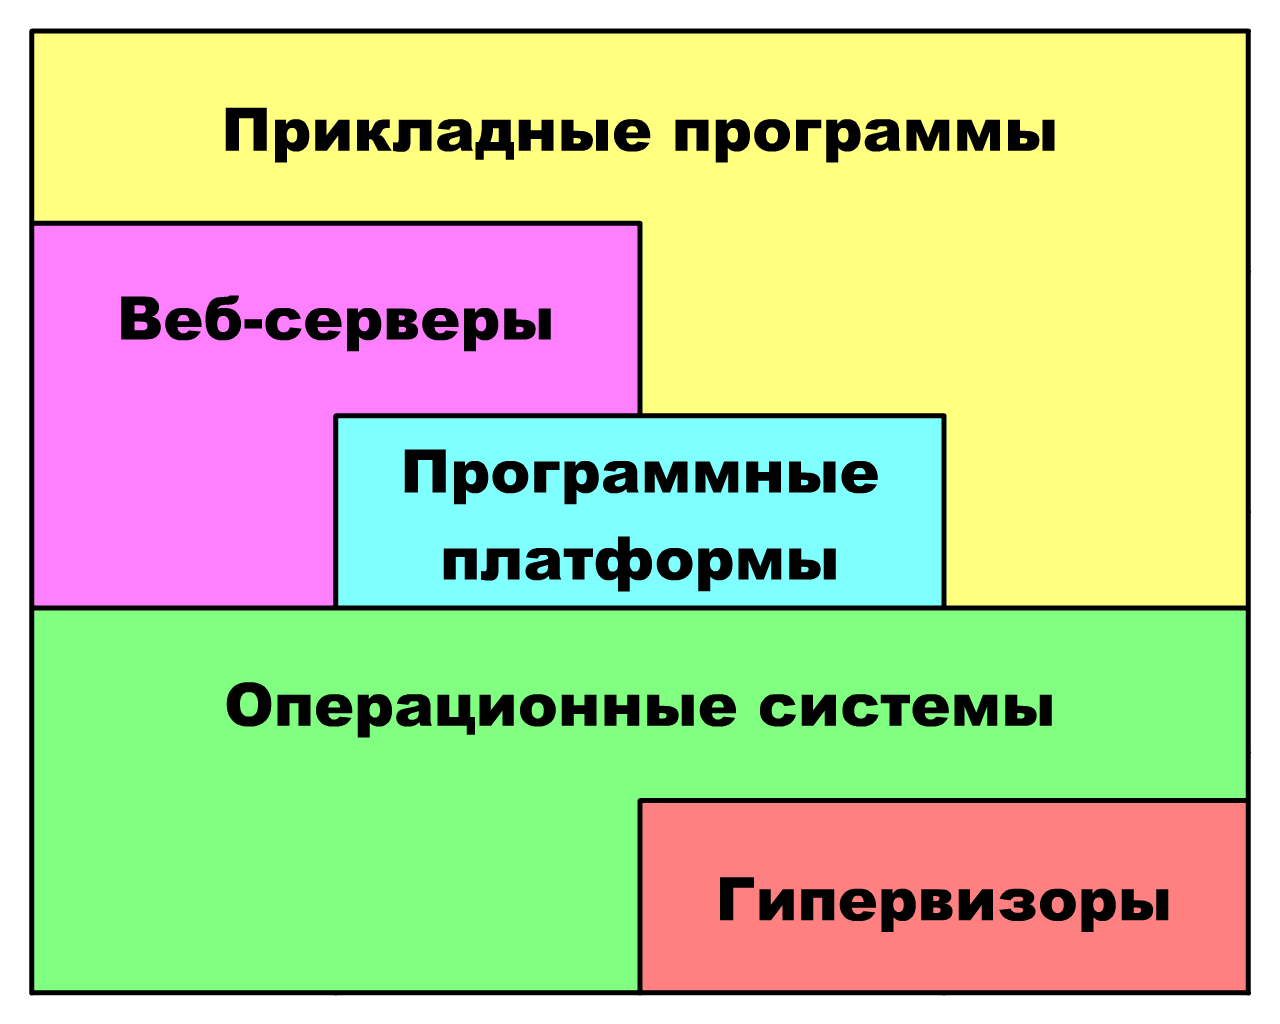 Прикладные программы
Веб-серверы
Программные
платформы
Операционные системы
Гипервизоры